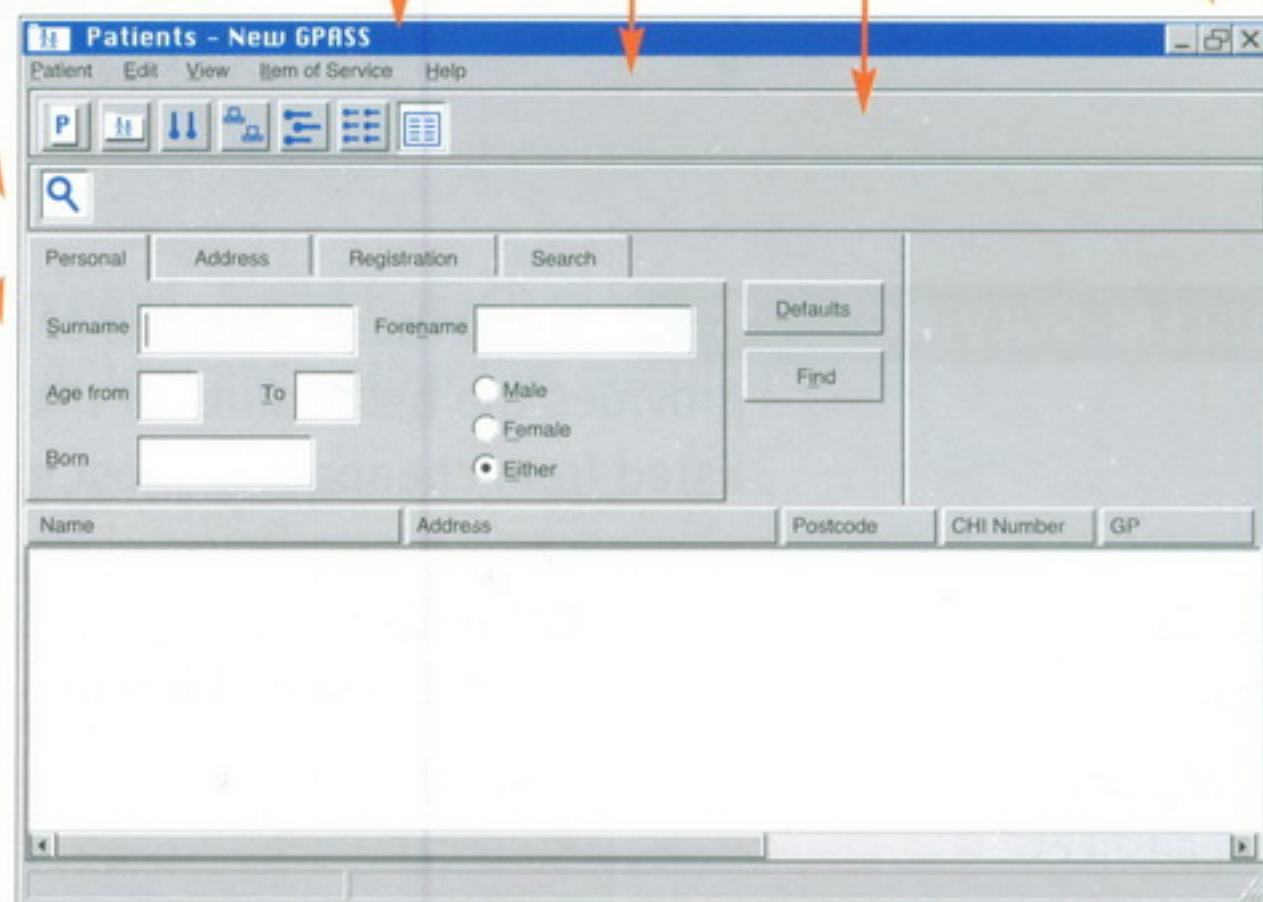 Patients - New GPASS
Patient Edit View Item of Service Help
P
Personal Address Registration Search
Surname Forename Defaults
Age from To Male Find
Female
Born Either
Name Address Postcode CHI Number GP